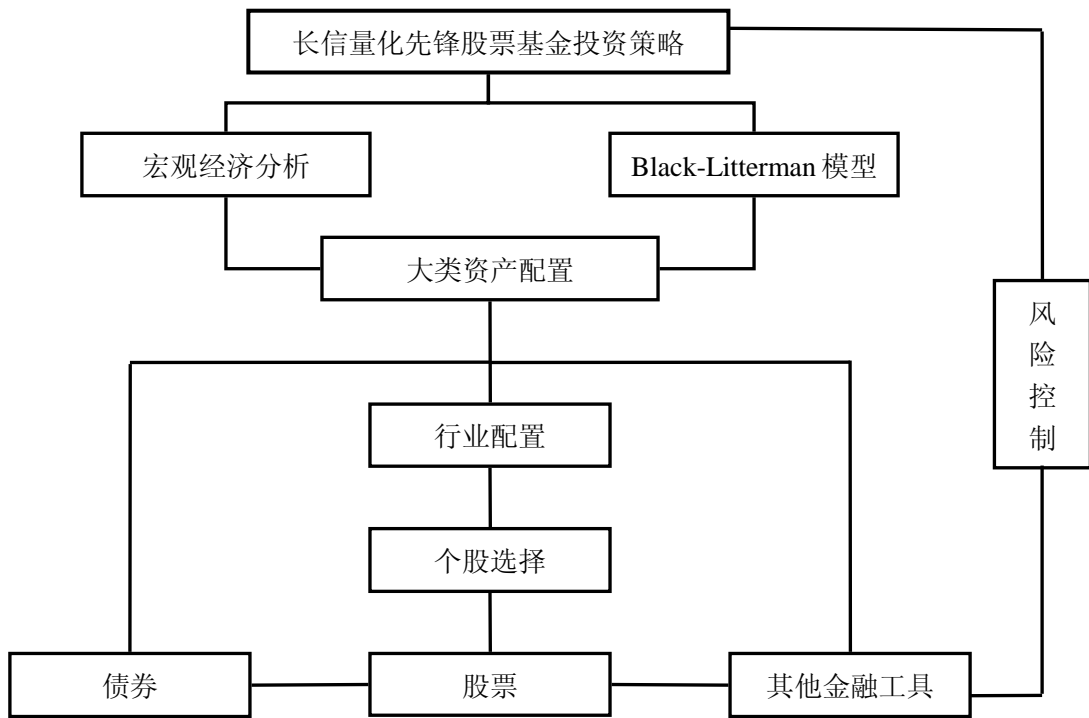 长信量化先锋股票基金投资策略
宏观经济分析
Black-Litterman 模型
大类资产配置
风
险
控
制
行业配置
个股选择
债券
股票
其他金融工具